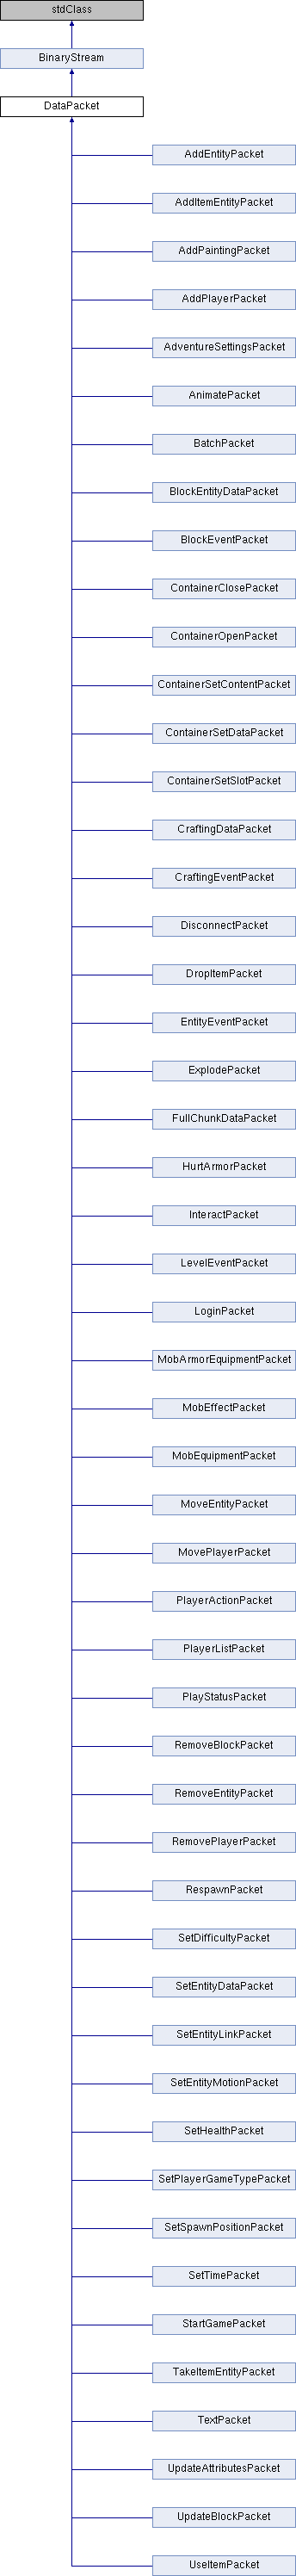 stdClass
BinaryStream
DataPacket
AddEntityPacket
AddItemEntityPacket
AddPaintingPacket
AddPlayerPacket
AdventureSettingsPacket
AnimatePacket
BatchPacket
BlockEntityDataPacket
BlockEventPacket
ContainerClosePacket
ContainerOpenPacket
ContainerSetContentPacket
ContainerSetDataPacket
ContainerSetSlotPacket
CraftingDataPacket
CraftingEventPacket
DisconnectPacket
DropItemPacket
EntityEventPacket
ExplodePacket
FullChunkDataPacket
HurtArmorPacket
InteractPacket
LevelEventPacket
LoginPacket
MobArmorEquipmentPacket
MobEffectPacket
MobEquipmentPacket
MoveEntityPacket
MovePlayerPacket
PlayerActionPacket
PlayerListPacket
PlayStatusPacket
RemoveBlockPacket
RemoveEntityPacket
RemovePlayerPacket
RespawnPacket
SetDifficultyPacket
SetEntityDataPacket
SetEntityLinkPacket
SetEntityMotionPacket
SetHealthPacket
SetPlayerGameTypePacket
SetSpawnPositionPacket
SetTimePacket
StartGamePacket
TakeItemEntityPacket
TextPacket
UpdateAttributesPacket
UpdateBlockPacket
UseItemPacket